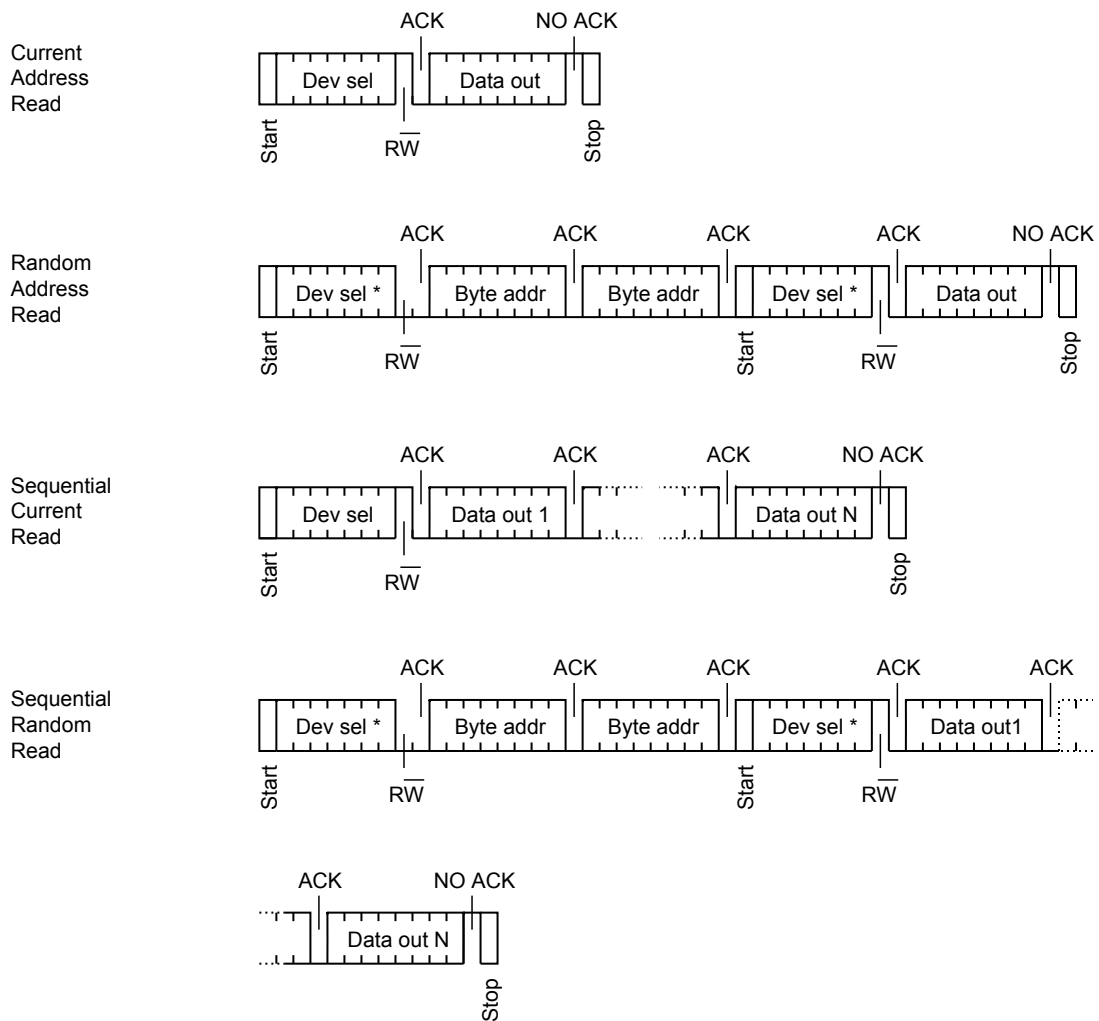 ACK NO ACK
Current
Address
Read
Dev sel Data out
Start RW̅ Stop
ACK ACK ACK ACK NO ACK
Random
Address
Read
Dev sel * Byte addr Byte addr Dev sel * Data out
Start RW̅ Start RW̅ Stop
ACK ACK ACK NO ACK
Sequential
Current
Read
Dev sel Data out 1 Data out N
Start RW̅ Stop
ACK ACK ACK ACK ACK
Sequential
Random
Read
Dev sel * Byte addr Byte addr Dev sel * Data out1
Start RW̅ Start RW̅
ACK NO ACK
Data out N
Stop